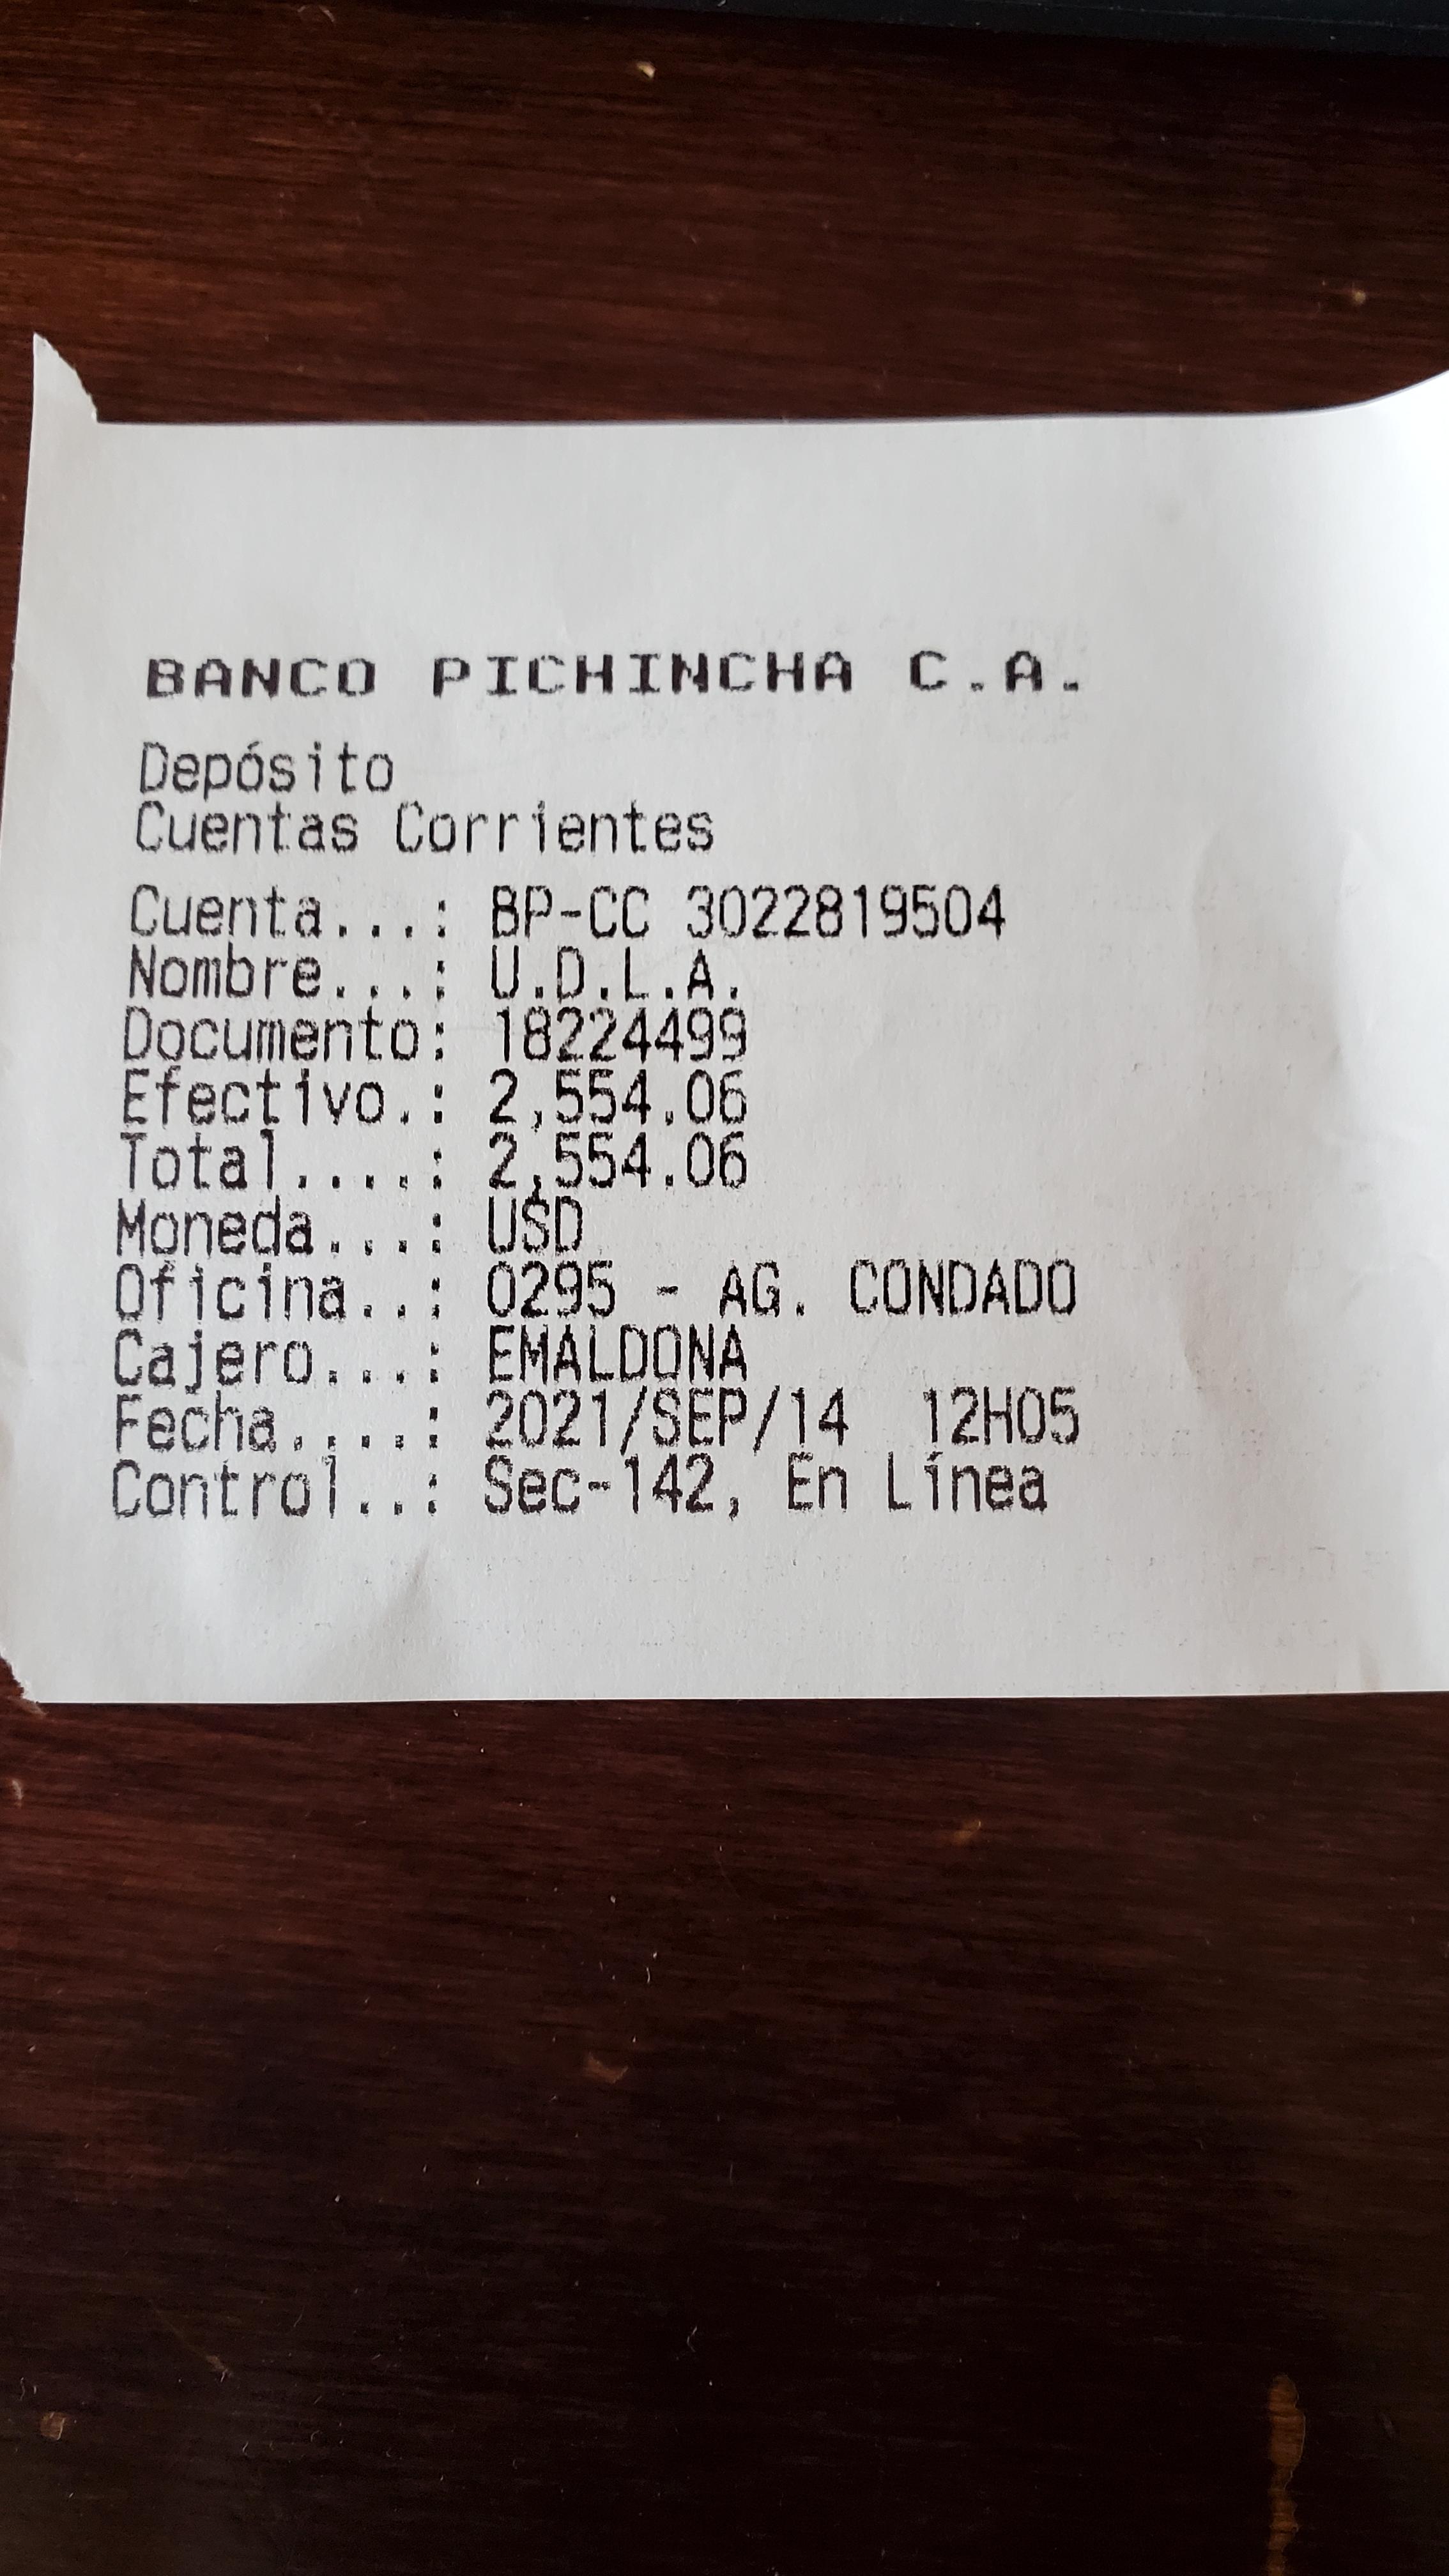 BANCO PICHINCHA C.A.
Depósito
Cuentas Corrientes
Cuenta...: BP-CC 3022819504
Nombre...: U.D.L.A.
Documento: 18224499
Efectivo.: 2,554.06
Total....: 2,554.06
Moneda...: USD
Oficina..: 0295 - AG. CONDADO
Cajero...: EMALDONA
Fecha....: 2021/SEP/14  12H05
Control..: Sec-142, En Línea